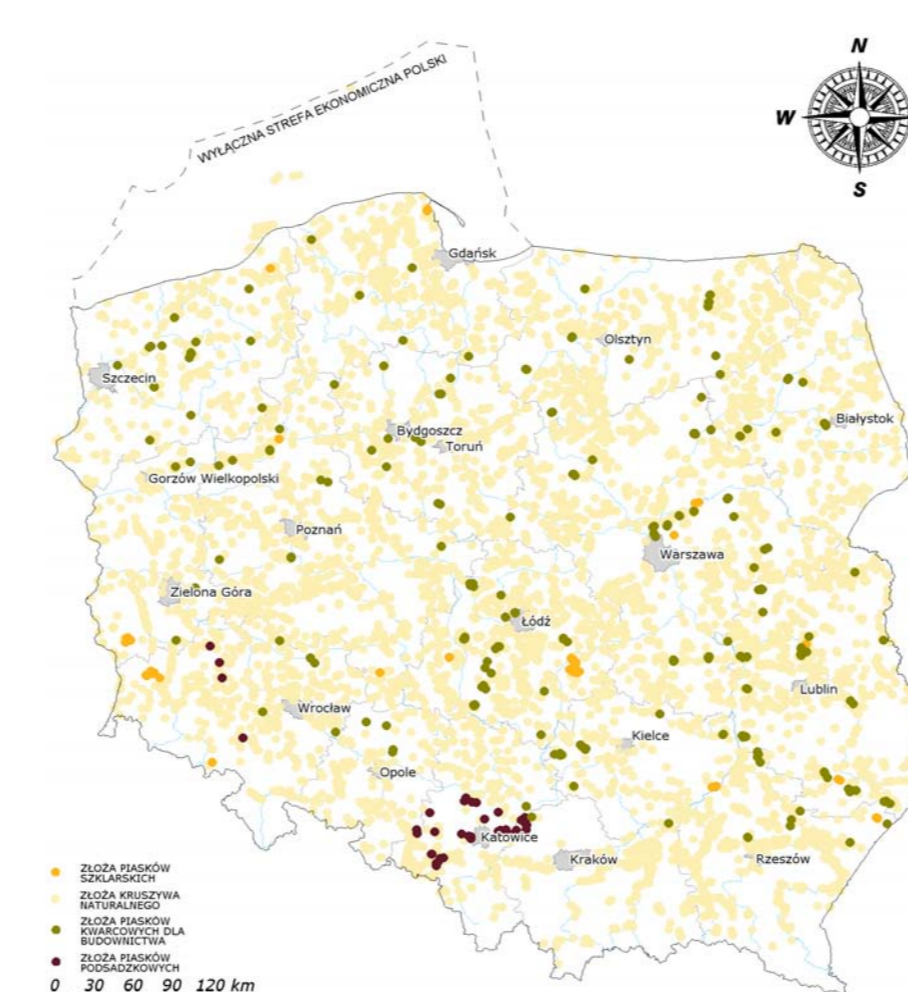 N
WYŁĄCZNA STREFA EKONOMICZNA POLSKI
W
S
Gdańsk
Olsztyn
Szczecin
Białystok
Bydgoszcz
Toruń
Gorzów Wielkopolski
Poznań
Warszawa
Zielona Góra
Łódź
Lublin
Wrocław
Kielce
Opole
Katowice
Kraków
Rzeszów
ZŁOŻA PIASKÓW
SZKLARSKICH
ZŁOŻA KRUSZYWA
NATURALNEGO
ZŁOŻA PIASKÓW
KWARCOWYCH DLA
BUDOWNICTWA
ZŁOŻA PIASKÓW
PODSADZKOWYCH
0 30 60 90 120 km